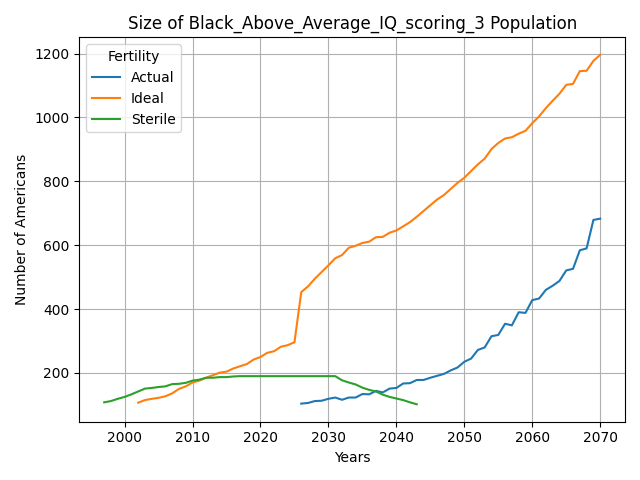 Size of Black_Above_Average_IQ_scoring_3 Population
Fertility
Actual
Ideal
Sterile
Number of Americans
1200
1000
800
600
400
200
2000
2010
2020
2030
2040
2050
2060
2070
Years